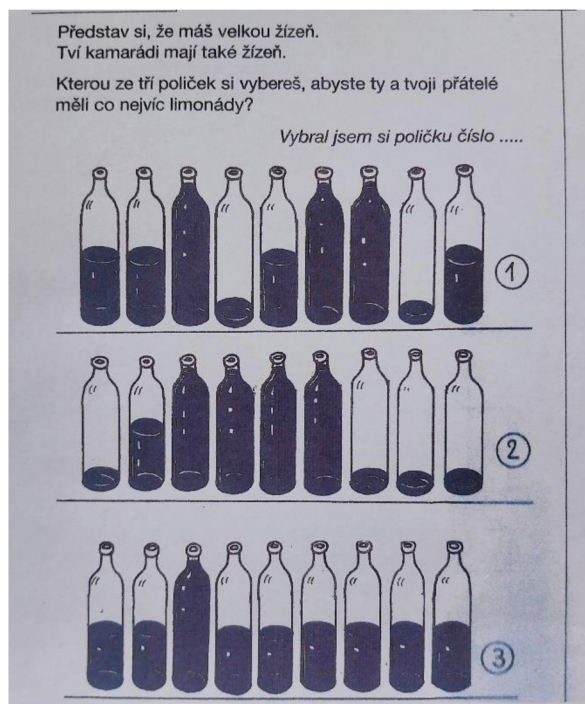 Představ si, že máš velkou žízeň.
Tví kamarádi mají také žízeň.
Kterou ze tří poliček si vybereš, abyste ty a tvoji přátelé
měli co nejvíc limonády?
Vybral jsem si poličku číslo .....
1
2
3